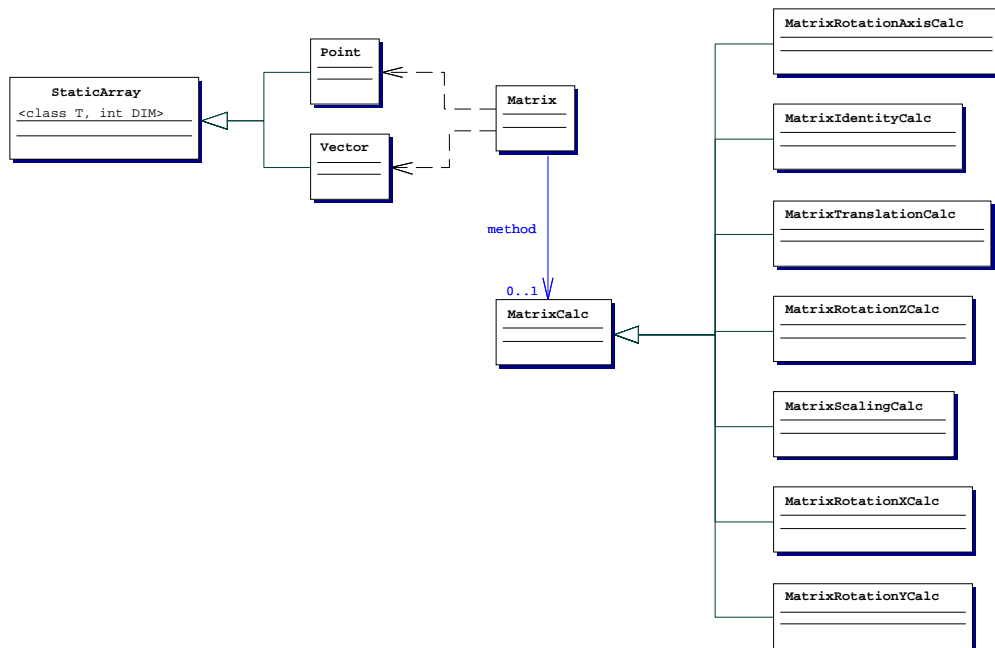 StaticArray
<class T, int DIM>
Point
Vector
Matrix
method
0..1
MatrixCalc
MatrixRotationAxisCalc
MatrixIdentityCalc
MatrixTranslationCalc
MatrixRotationZCalc
MatrixScalingCalc
MatrixRotationXCalc
MatrixRotationYCalc